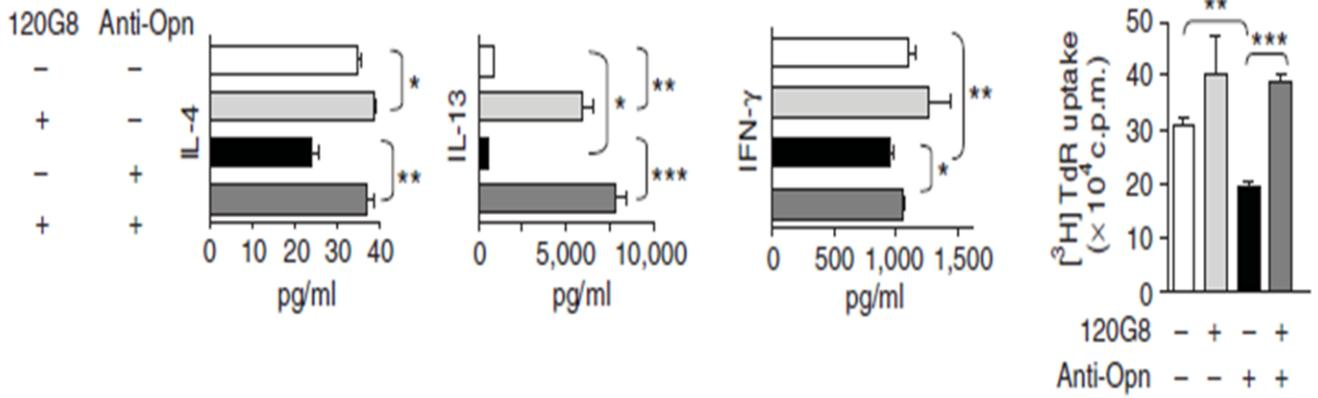 120G8 Anti-Opn
– –
+ –
– +
+ +
IL-4
*
**
0 10 20 30 40
pg/ml
IL-13
*
**
***
0 5,000 10,000
pg/ml
IFN-γ
**
*
0 500 1,000 1,500
pg/ml
[³H] TdR uptake
(× 10⁴ c.p.m.)
**
***
50
40
30
20
10
0
120G8 – + – +
Anti-Opn – – + +